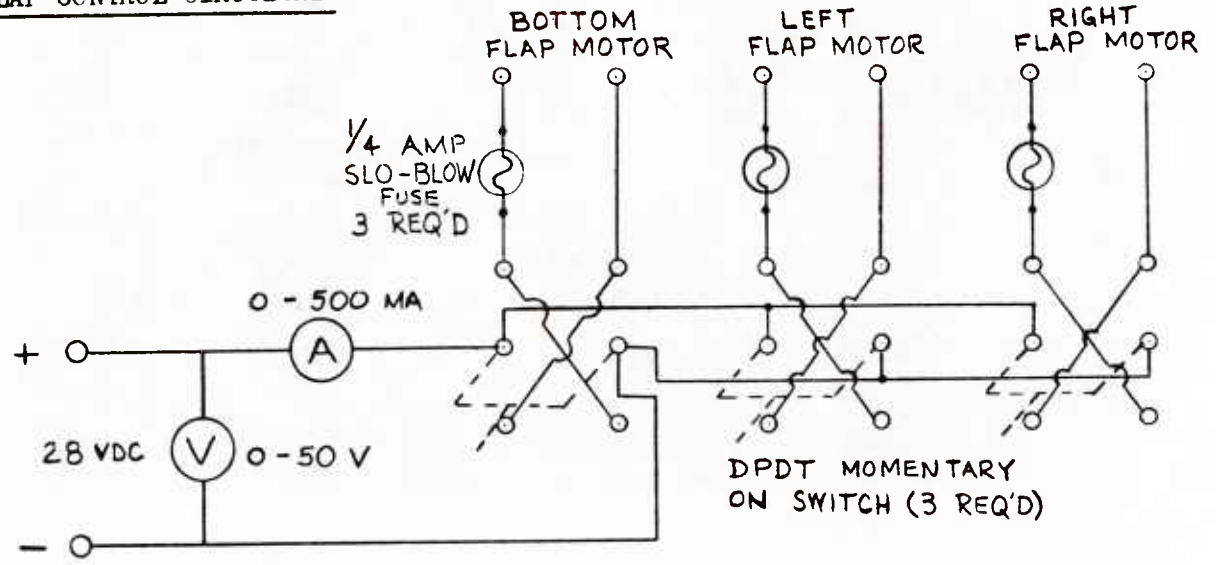 CONTROL
BOTTOM
FLAP MOTOR
LEFT
FLAP MOTOR
RIGHT
FLAP MOTOR
1/4 AMP
SLO-BLOW
FUSE
3 REQ'D
0 - 500 MA
+
A
28 VDC
V
0 - 50 V
DPDT MOMENTARY
ON SWITCH (3 REQ'D)
-